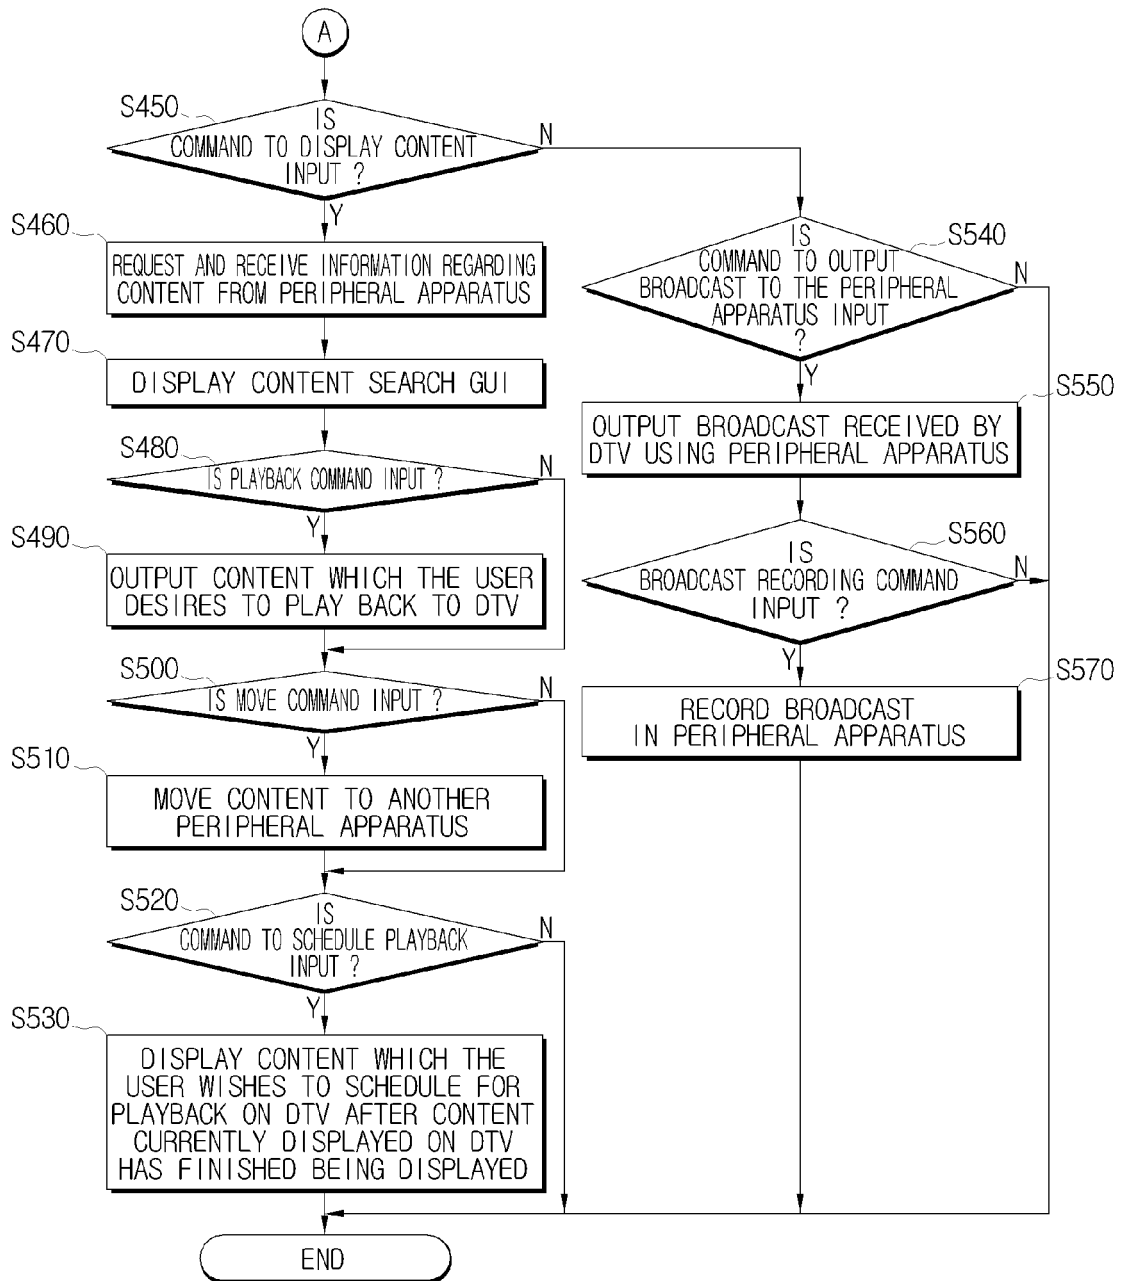 A
S450
IS
COMMAND TO DISPLAY CONTENT
INPUT ?
N
Y
S460
REQUEST AND RECEIVE INFORMATION REGARDING
CONTENT FROM PERIPHERAL APPARATUS
S470
DISPLAY CONTENT SEARCH GUI
S480
IS PLAYBACK COMMAND INPUT ?
N
Y
S490
OUTPUT CONTENT WHICH THE USER
DESIRES TO PLAY BACK TO DTV
S500
IS MOVE COMMAND INPUT ?
N
Y
S510
MOVE CONTENT TO ANOTHER
PERIPHERAL APPARATUS
S520
IS
COMMAND TO SCHEDULE PLAYBACK
INPUT ?
N
Y
S530
DISPLAY CONTENT WHICH THE
USER WISHES TO SCHEDULE FOR
PLAYBACK ON DTV AFTER CONTENT
CURRENTLY DISPLAYED ON DTV
HAS FINISHED BEING DISPLAYED
S540
IS
COMMAND TO OUTPUT
BROADCAST TO THE PERIPHERAL
APPARATUS INPUT
?
N
Y
S550
OUTPUT BROADCAST RECEIVED BY
DTV USING PERIPHERAL APPARATUS
S560
IS
BROADCAST RECORDING COMMAND
INPUT ?
N
Y
S570
RECORD BROADCAST
IN PERIPHERAL APPARATUS
END